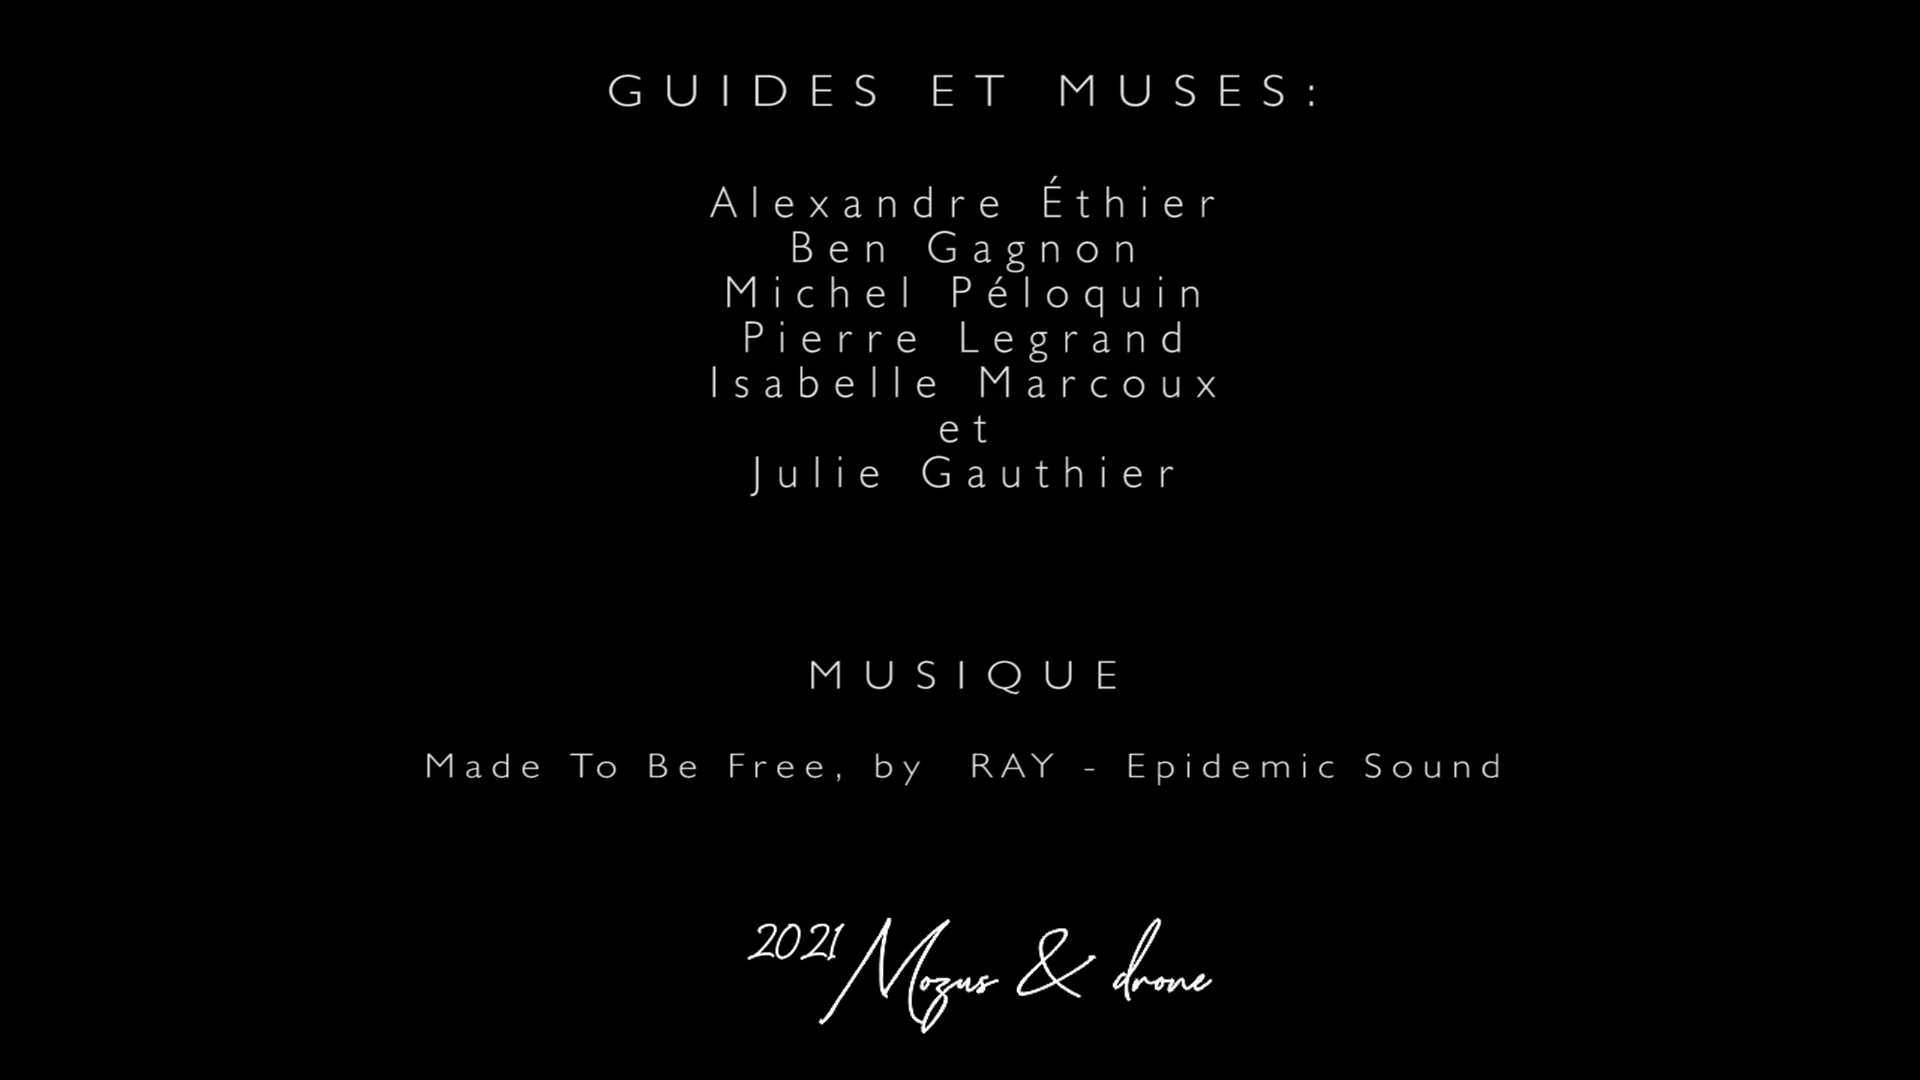 GUIDES ET MUSES:
Alexandre Éthier
Ben Gagnon
Michel Péloquin
Pierre Legrand
Isabelle Marcoux
et
Julie Gauthier
MUSIQUE
Made To Be Free, by RAY - Epidemic Sound
2021 Mozus & drone